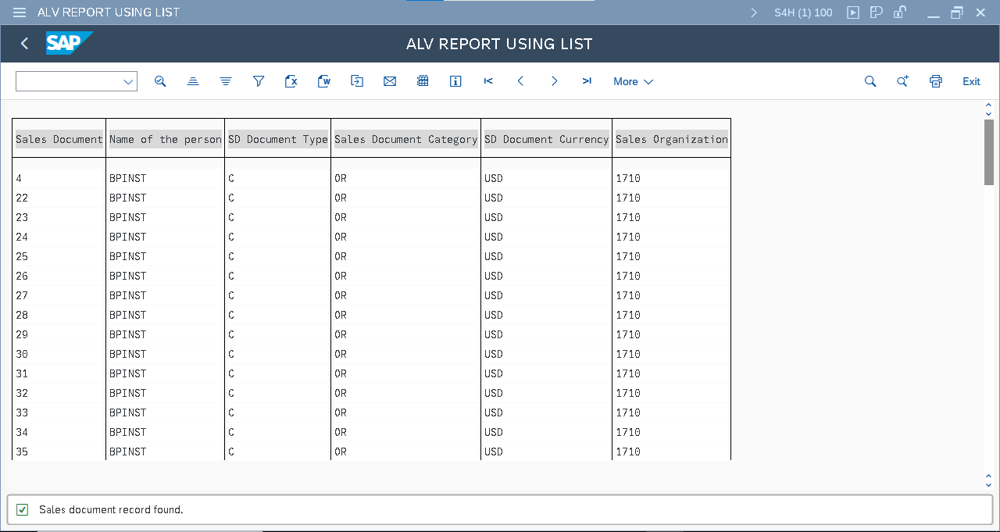 ALV REPORT USING LIST S4H (1) 100
SAP ALV REPORT USING LIST
More Exit
Sales Document Name of the person SD Document Type Sales Document Category SD Document Currency Sales Organization
4 BPINST C OR USD 1710
22 BPINST C OR USD 1710
23 BPINST C OR USD 1710
24 BPINST C OR USD 1710
25 BPINST C OR USD 1710
26 BPINST C OR USD 1710
27 BPINST C OR USD 1710
28 BPINST C OR USD 1710
29 BPINST C OR USD 1710
30 BPINST C OR USD 1710
31 BPINST C OR USD 1710
32 BPINST C OR USD 1710
33 BPINST C OR USD 1710
34 BPINST C OR USD 1710
35 BPINST C OR USD 1710
Sales document record found.